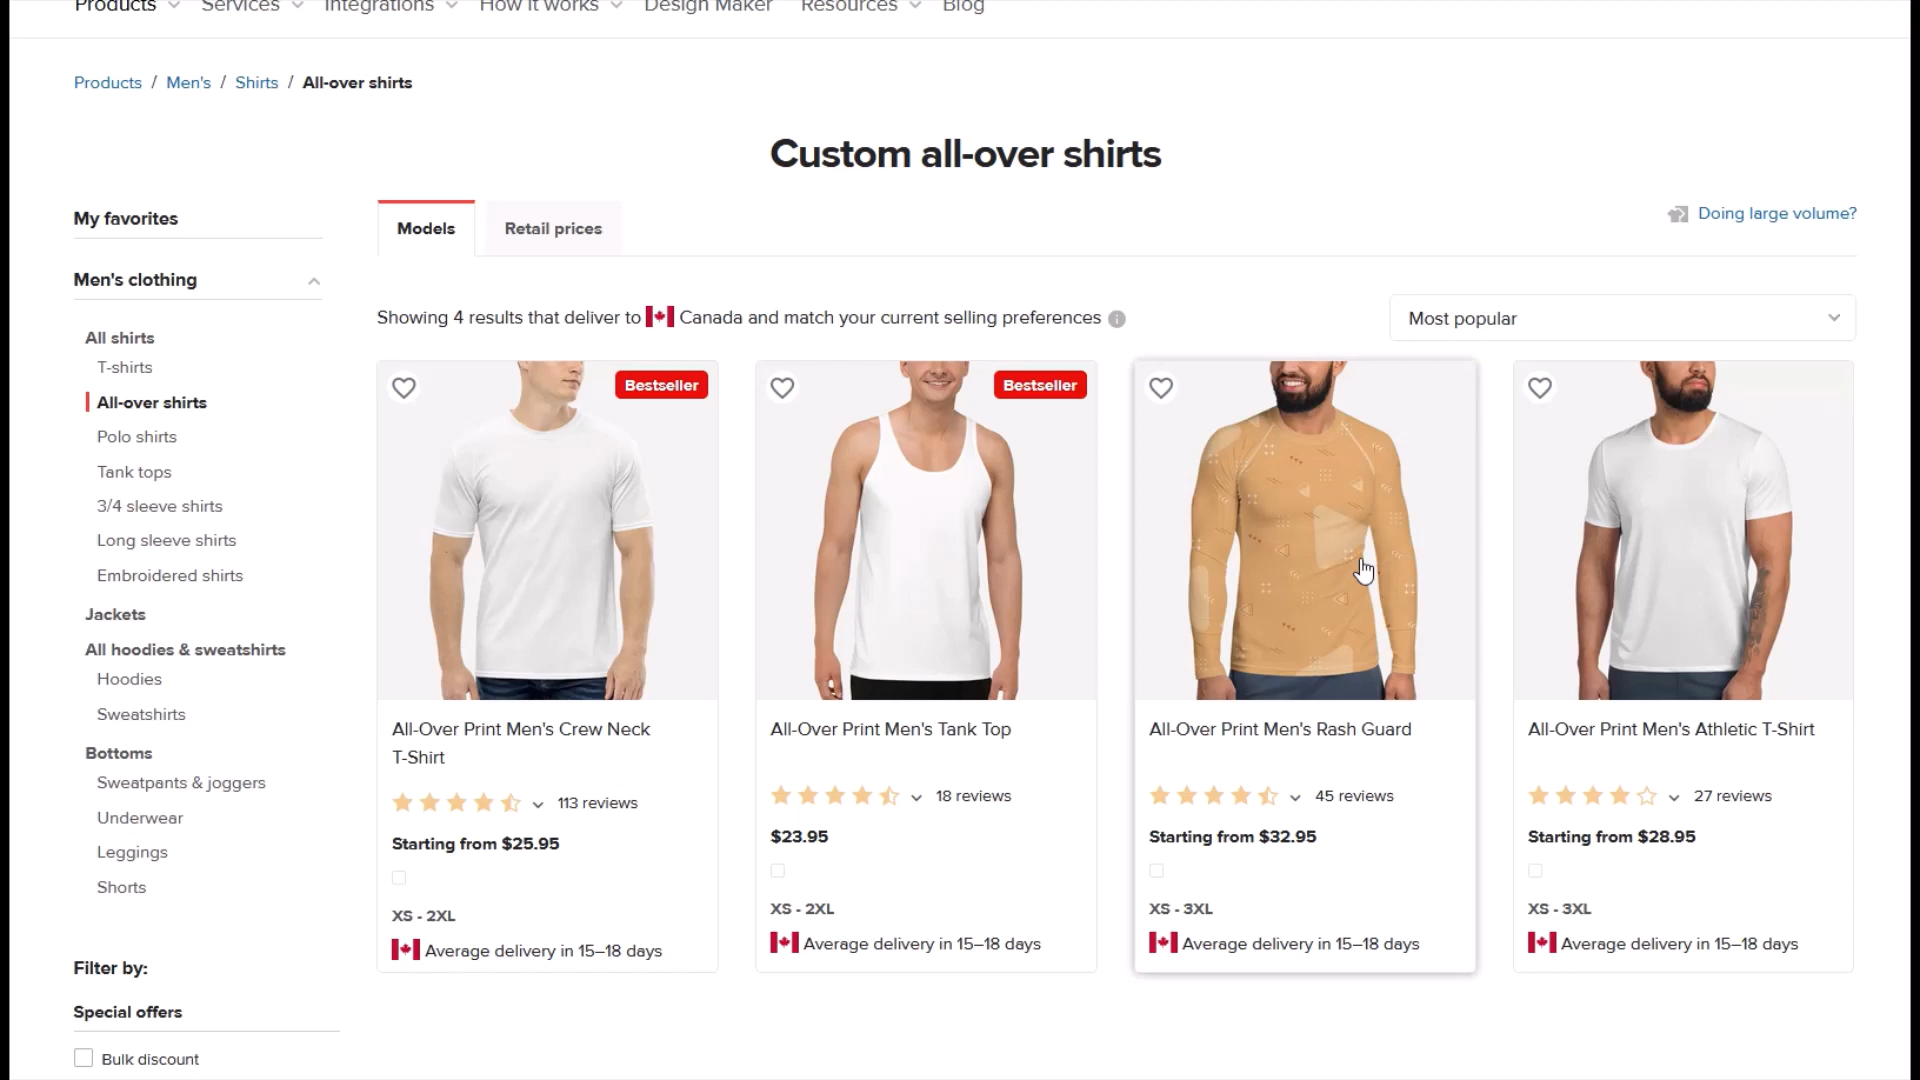 Products Services Integrations How it works Design Maker Resources Blog
Products / Men's / Shirts / All-over shirts
Custom all-over shirts
My favorites
Men's clothing
All shirts
T-shirts
All-over shirts
Polo shirts
Tank tops
3/4 sleeve shirts
Long sleeve shirts
Embroidered shirts
Jackets
All hoodies & sweatshirts
Hoodies
Sweatshirts
Bottoms
Sweatpants & joggers
Underwear
Leggings
Shorts
Filter by:
Special offers
Bulk discount
Models Retail prices
Doing large volume?
Showing 4 results that deliver to Canada and match your current selling preferences
Most popular
Bestseller
All-Over Print Men's Crew Neck
T-Shirt
113 reviews
Starting from $25.95
XS - 2XL
Average delivery in 15–18 days
Bestseller
All-Over Print Men's Tank Top
18 reviews
$23.95
XS - 2XL
Average delivery in 15–18 days
All-Over Print Men's Rash Guard
45 reviews
Starting from $32.95
XS - 3XL
Average delivery in 15–18 days
All-Over Print Men's Athletic T-Shirt
27 reviews
Starting from $28.95
XS - 3XL
Average delivery in 15–18 days